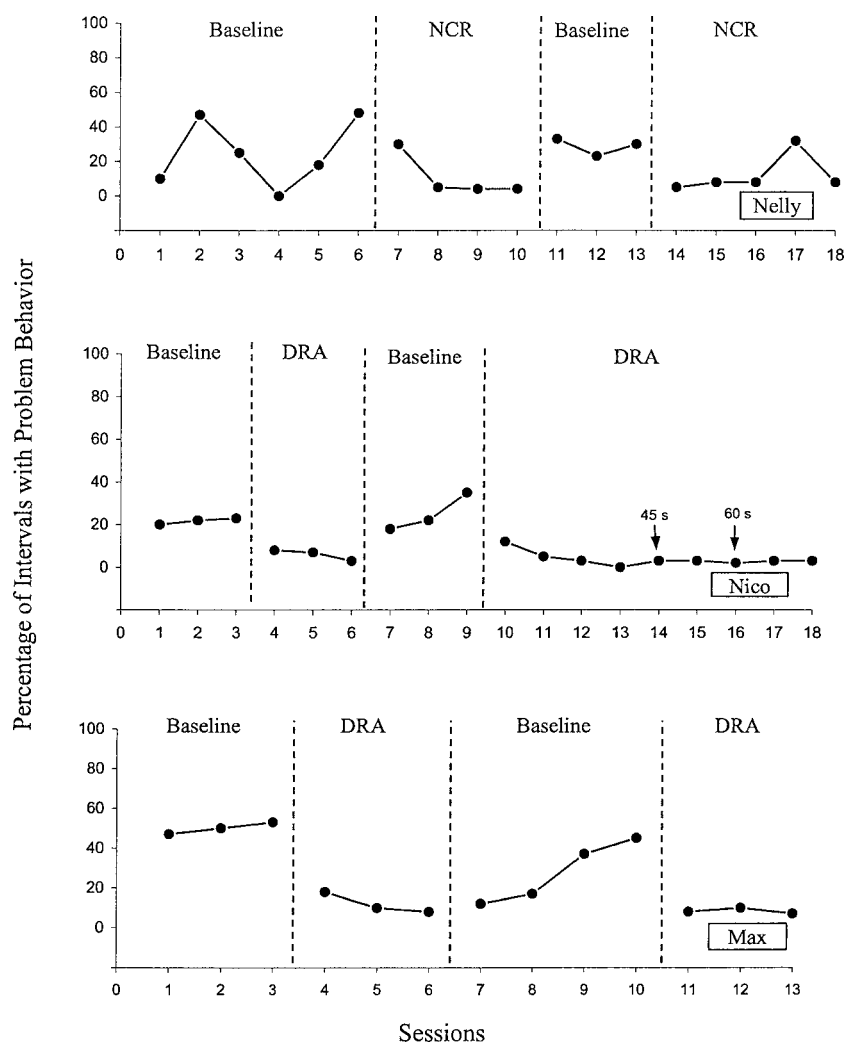 Percentage of Intervals with Problem Behavior
Baseline NCR Baseline NCR
100
80
60
40
20
0
Nelly
0 1 2 3 4 5 6 7 8 9 10 11 12 13 14 15 16 17 18
Baseline DRA Baseline DRA
100
80
60
40
20
0
45 s 60 s
Nico
0 1 2 3 4 5 6 7 8 9 10 11 12 13 14 15 16 17 18
Baseline DRA Baseline DRA
100
80
60
40
20
0
Max
0 1 2 3 4 5 6 7 8 9 10 11 12 13
Sessions